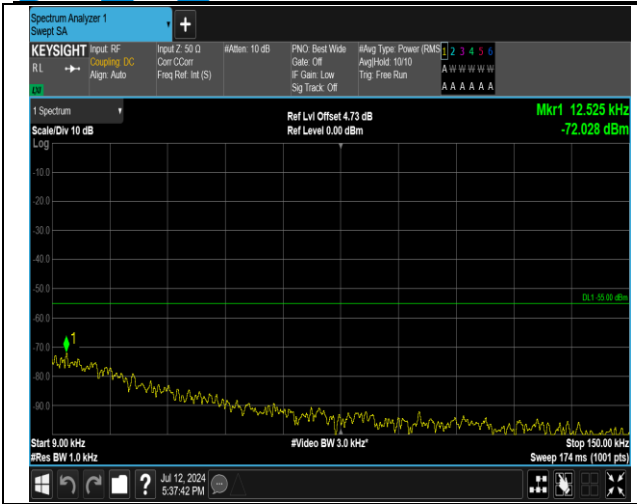 Spectrum Analyzer 1
Swept SA
+
KEYSIGHT Input: RF Input Z: 50 Ω #Atten: 10 dB PNO: Best Wide #Avg Type: Power (RMS 1 2 3 4 5 6
RL Coupling: DC Corr CCorr Gate: Off Avg|Hold: 10/10 A W W W W W
Align: Auto Freq Ref: Int (S) IF Gain: Low Trig: Free Run
Sig Track: Off A A A A A A
1 Spectrum Ref Lvl Offset 4.73 dB Mkr1 12.525 kHz
Scale/Div 10 dB Ref Level 0.00 dBm -72.028 dBm
Log
-10.0
-20.0
-30.0
-40.0
-50.0
DL1 -55.00 dBm
-60.0
1
-70.0
-80.0
-90.0
Start 9.00 kHz #Video BW 3.0 kHz* Stop 150.00 kHz
#Res BW 1.0 kHz Sweep 174 ms (1001 pts)
? Jul 12, 2024
5:37:42 PM